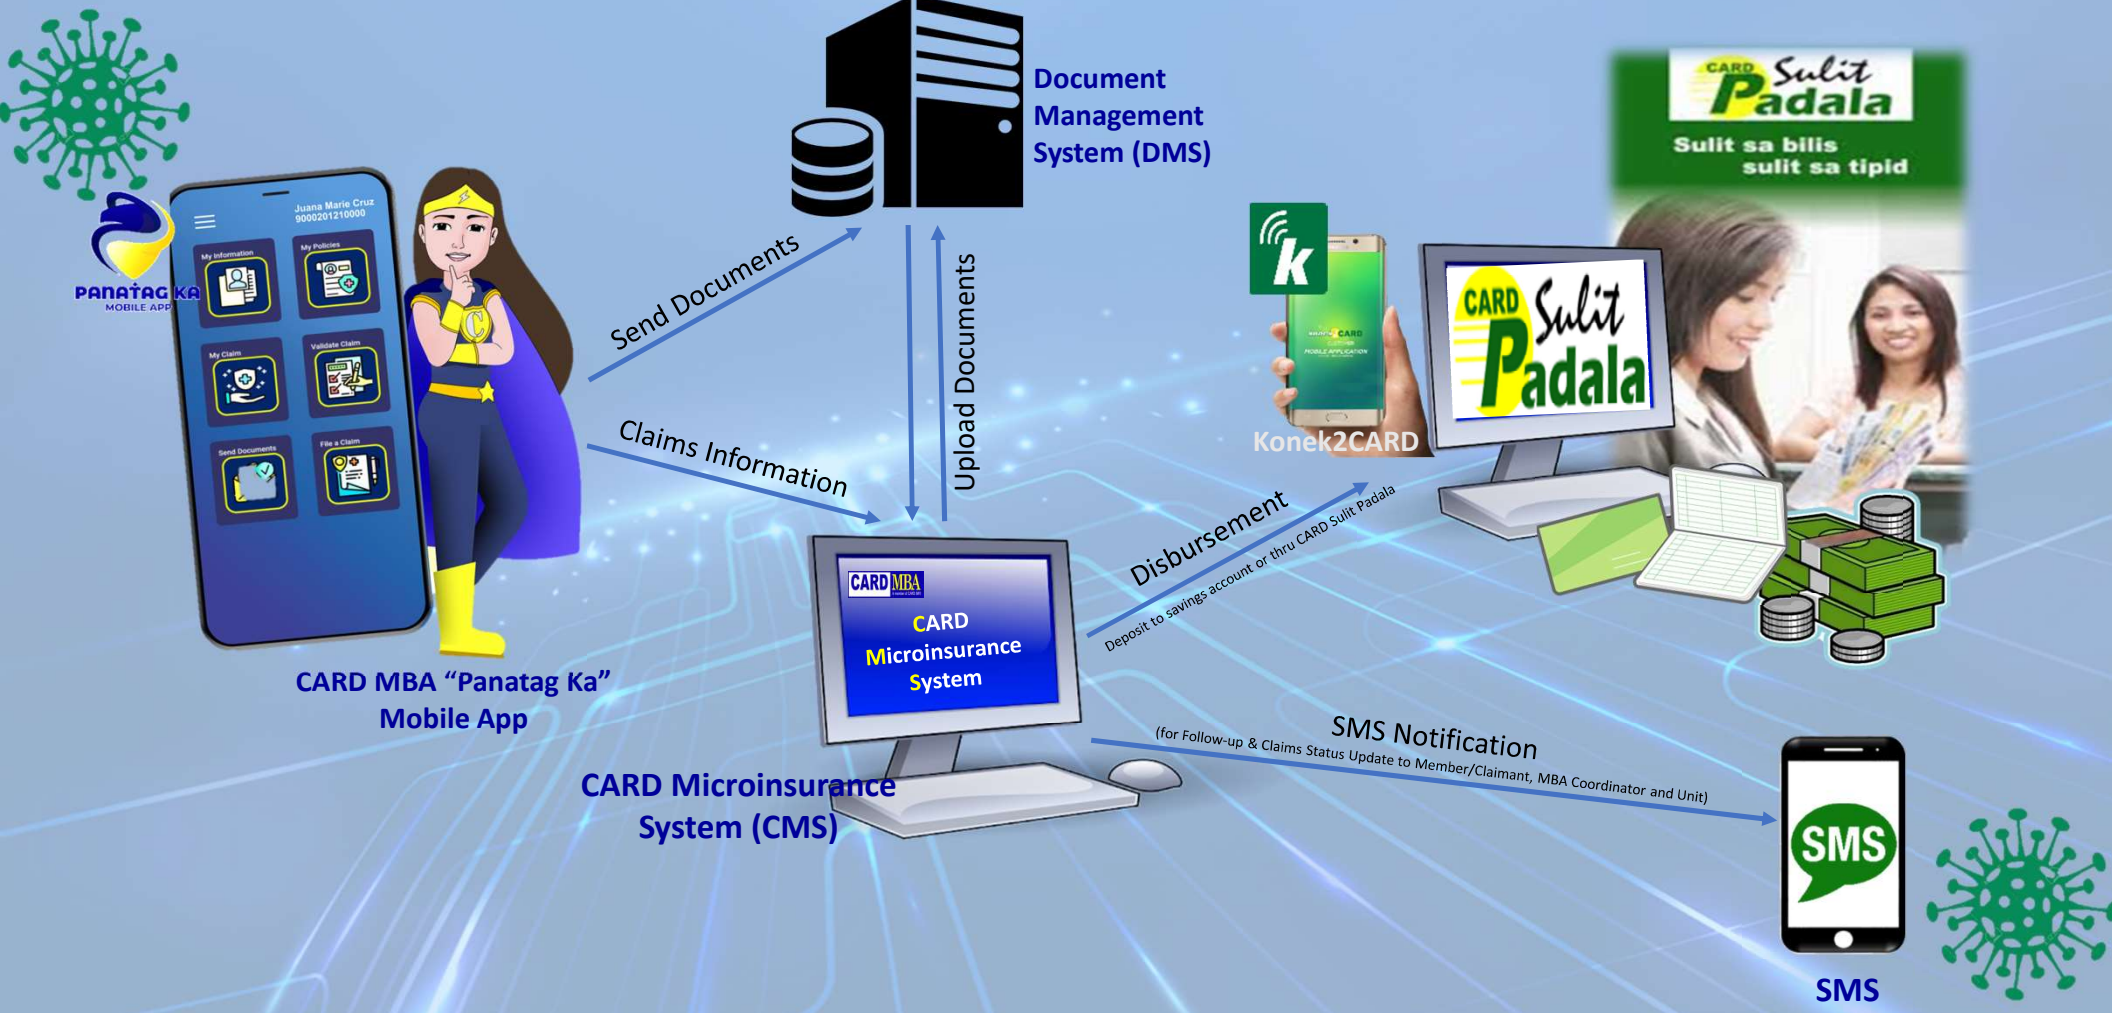 Document
Management
System (DMS)
CARD Sulit
Padala
Sulit sa bilis
sulit sa tipid
Juana Marie Cruz
9000201210000
My Information
My Policies
My Claim
Validate Claim
Send Documents
File a Claim
PANATAG KA
MOBILE APP
C
Send Documents
Claims Information
Upload Documents
k
CARD
MOBILE APPLICATION
Konek2CARD
CARD Sulit
Padala
Disbursement
Deposit to savings account or thru CARD Sulit Padala
CARD MBA
CARD
Microinsurance
System
CARD MBA “Panatag Ka”
Mobile App
CARD Microinsurance
System (CMS)
SMS Notification
(for Follow-up & Claims Status Update to Member/Claimant, MBA Coordinator and Unit)
SMS
SMS